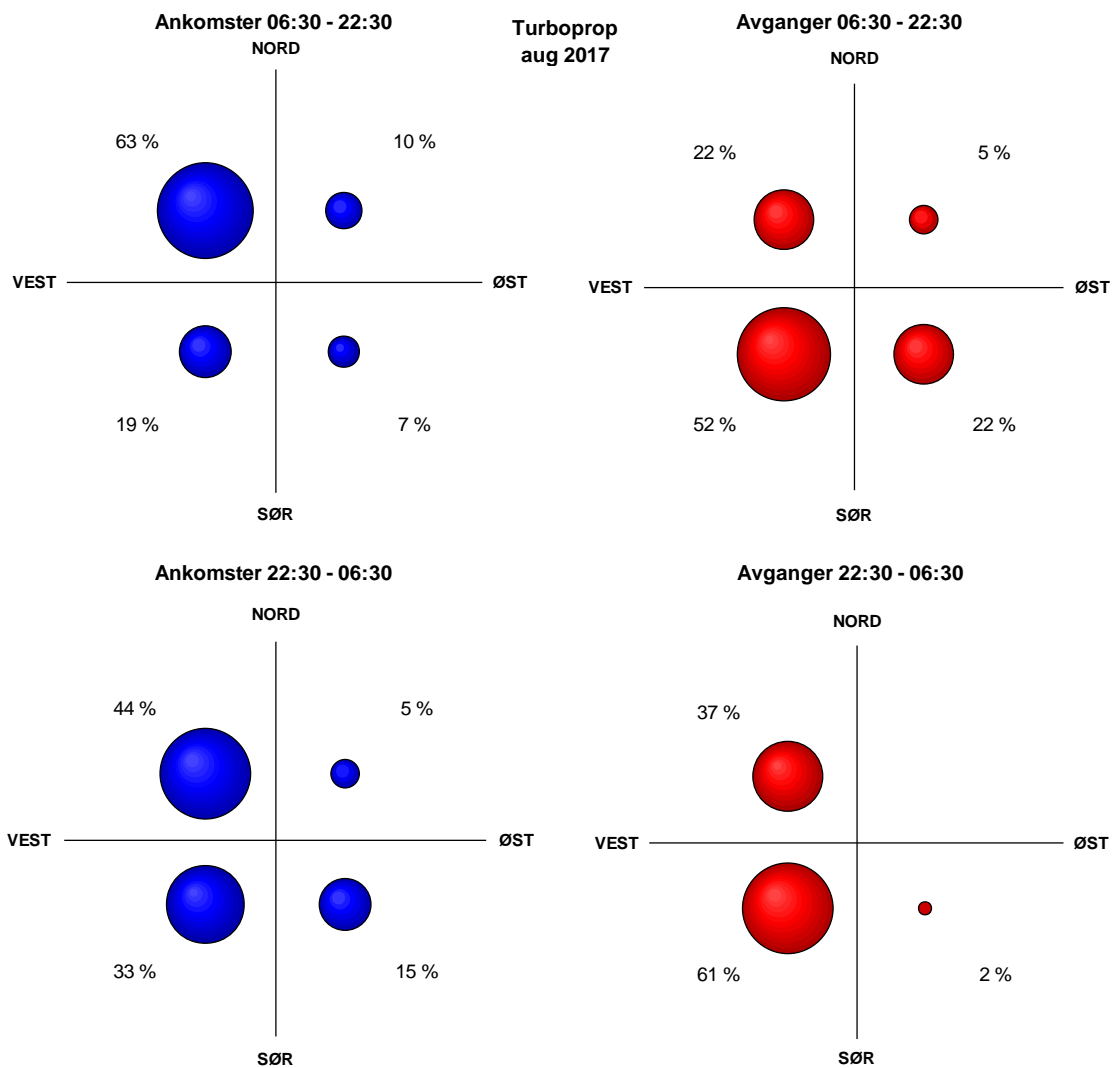 Turboprop
aug 2017
Ankomster 06:30 - 22:30
NORD
63 %
10 %
VEST
ØST
19 %
7 %
SØR
Avganger 06:30 - 22:30
NORD
22 %
5 %
VEST
ØST
52 %
22 %
SØR
Ankomster 22:30 - 06:30
NORD
44 %
5 %
VEST
ØST
33 %
15 %
SØR
Avganger 22:30 - 06:30
NORD
37 %
VEST
ØST
61 %
2 %
SØR